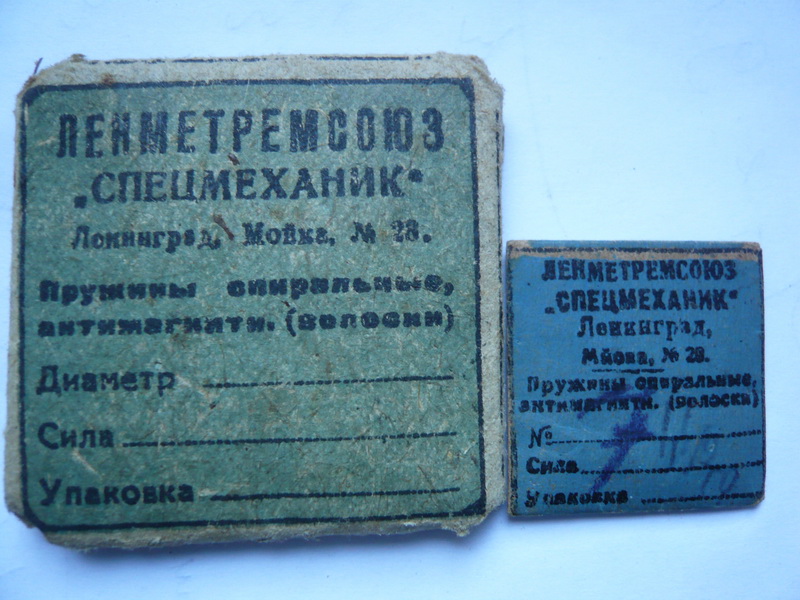 ЛЕНМЕТРЕМСОЮЗ
„СПЕЦМЕХАНИК“
Ленинград, Мойка, № 28.
Пружины спиральные,
антимагнитн. (волоски)
Диаметр
Сила
Упаковка
ЛЕНМЕТРЕМСОЮЗ
„СПЕЦМЕХАНИК“
Ленинград,
Мйока, № 28.
Пружины спиральные,
антимагнитн. (волоски)
№
Сила
Упаковка